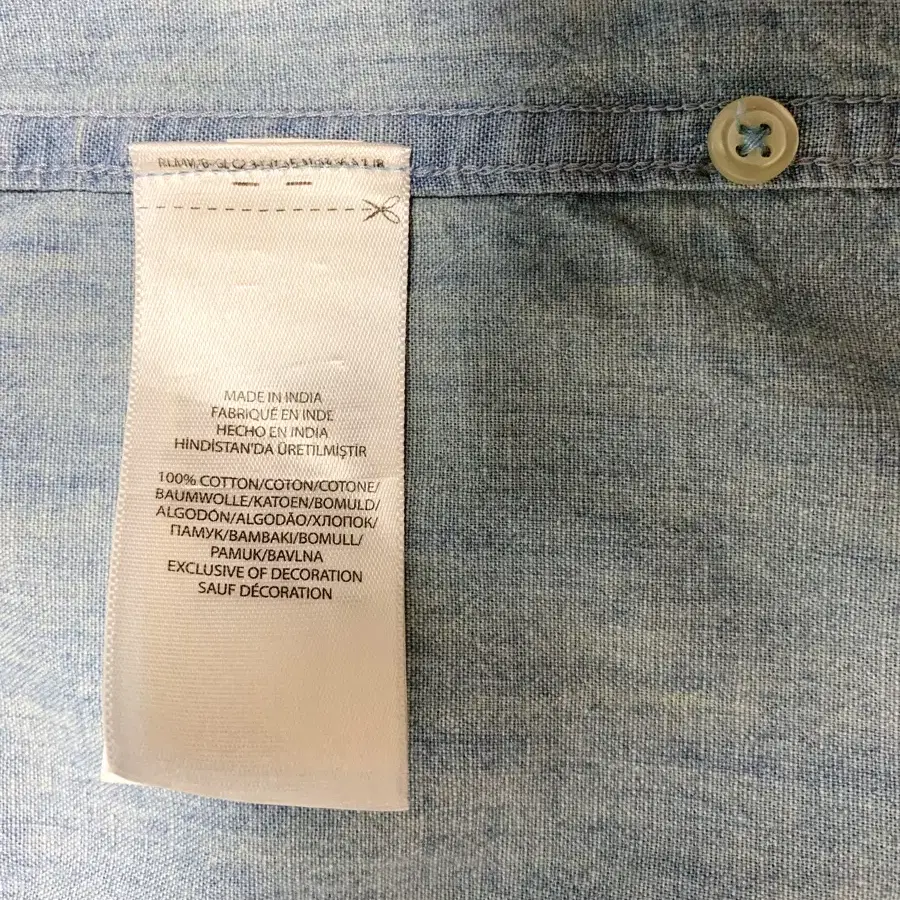 MADE IN INDIA
FABRIQUÉ EN INDE
HECHO EN INDIA
HINDİSTAN'DA ÜRETİLMİŞTİR
100% COTTON/COTON/COTONE/
BAUMWOLLE/KATOEN/BOMULD/
ALGODÓN/ALGODÃO/ХЛОПОК/
ПАМУК/BAMBAKI/BOMULL/
PAMUK/BAVLNA
EXCLUSIVE OF DECORATION
SAUF DÉCORATION